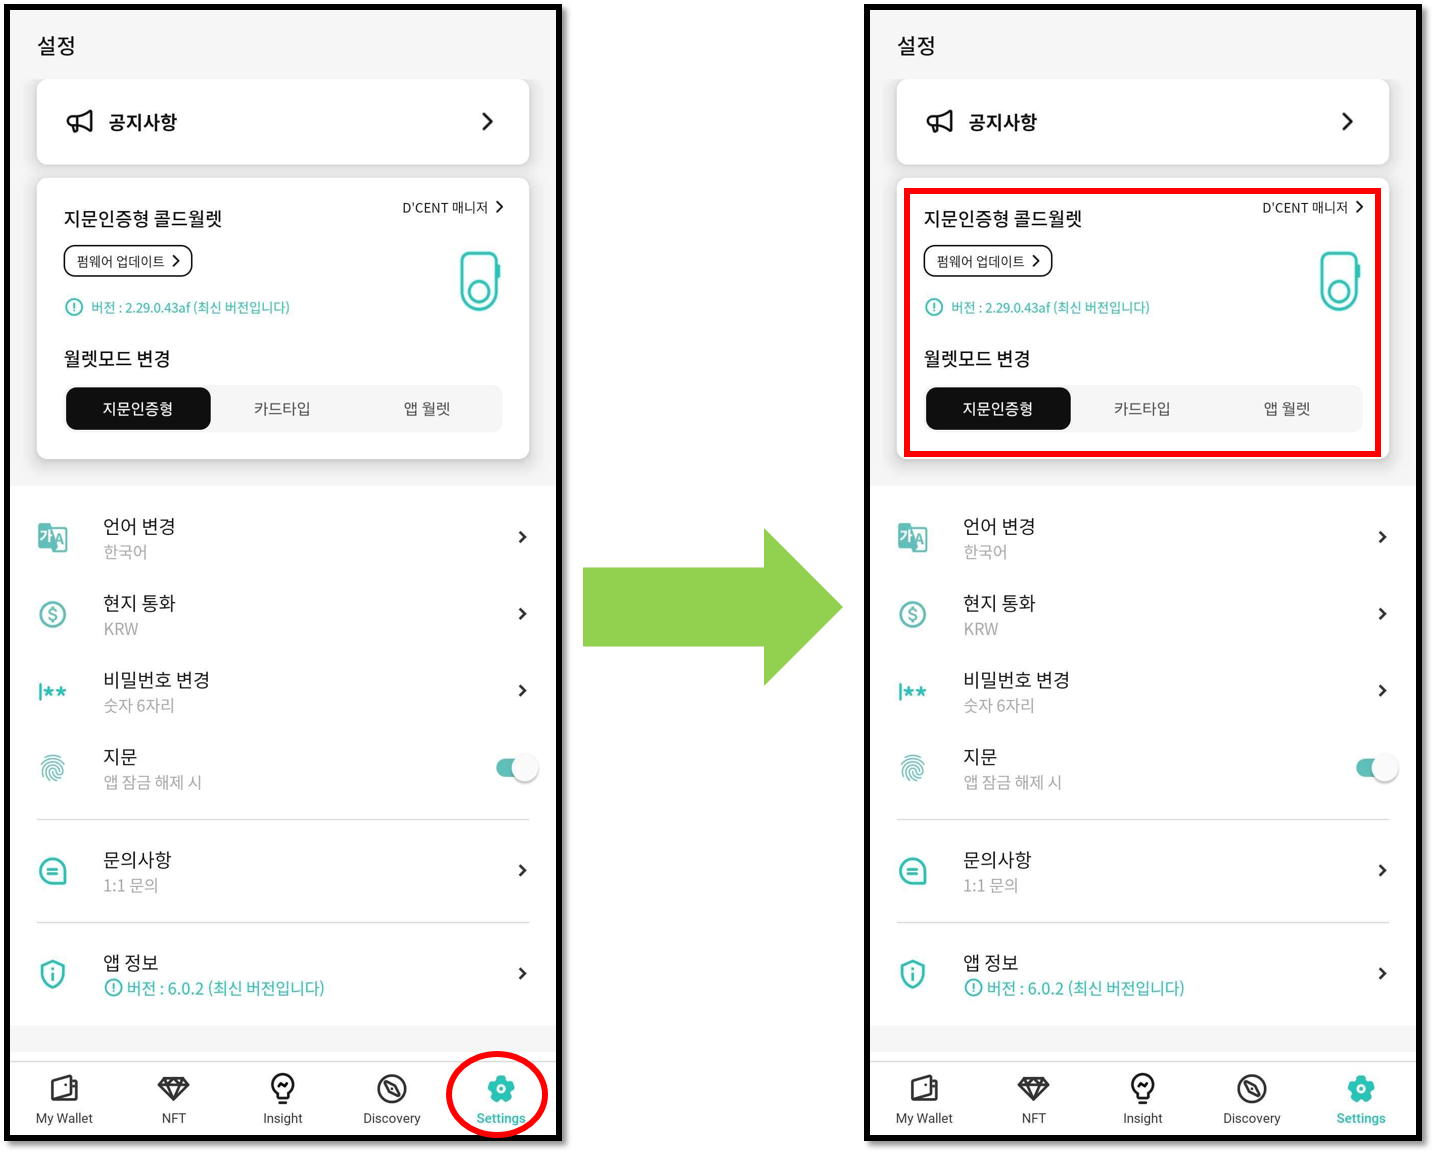 설정
공지사항
D'CENT 매니저
지문인증형 콜드월렛
펌웨어 업데이트
버전 : 2.29.0.43af (최신 버전입니다)
월렛모드 변경
지문인증형 카드타입 앱 월렛
가A
언어 변경
한국어
$
현지 통화
KRW
|**
비밀번호 변경
숫자 6자리
지문
앱 잠금 해제 시
문의사항
1:1 문의
앱 정보
버전 : 6.0.2 (최신 버전입니다)
My Wallet NFT Insight Discovery Settings
설정
공지사항
D'CENT 매니저
지문인증형 콜드월렛
펌웨어 업데이트
버전 : 2.29.0.43af (최신 버전입니다)
월렛모드 변경
지문인증형 카드타입 앱 월렛
가A
언어 변경
한국어
$
현지 통화
KRW
|**
비밀번호 변경
숫자 6자리
지문
앱 잠금 해제 시
문의사항
1:1 문의
앱 정보
버전 : 6.0.2 (최신 버전입니다)
My Wallet NFT Insight Discovery Settings